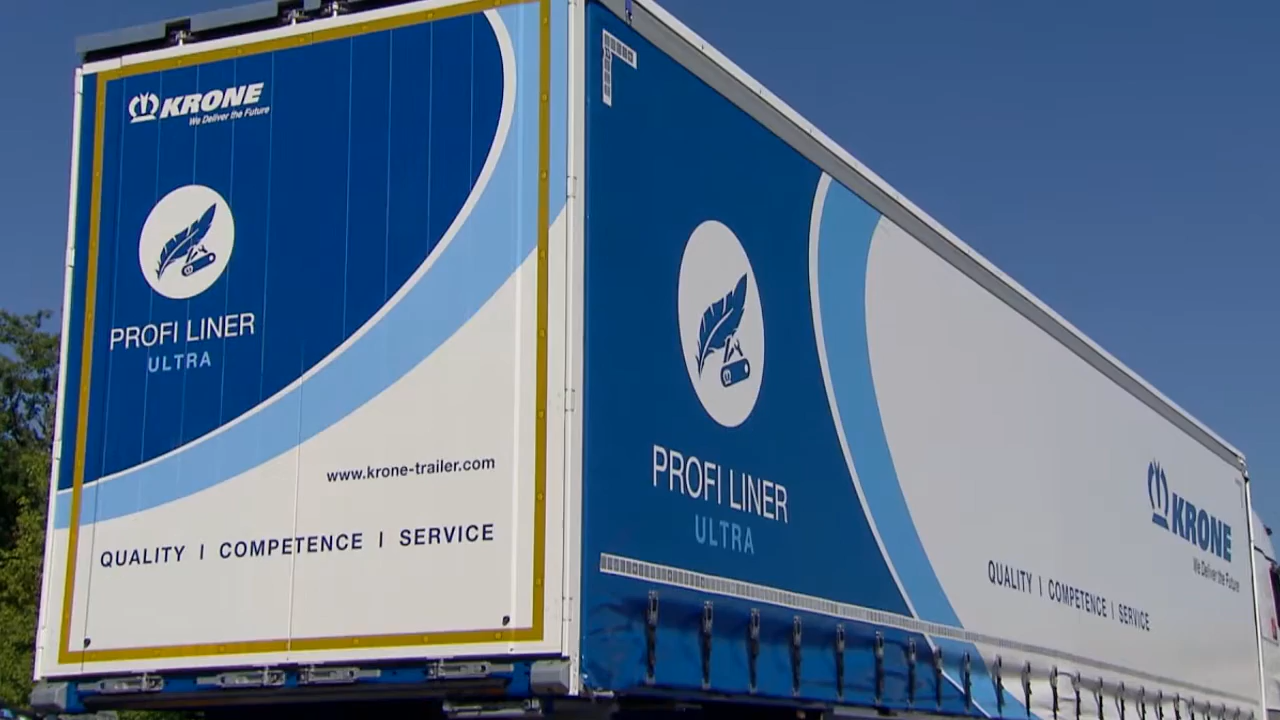 KRONE
We Deliver the Future
PROFI LINER
ULTRA
www.krone-trailer.com
QUALITY | COMPETENCE | SERVICE
PROFI LINER
ULTRA
KRONE
We Deliver the Future
QUALITY | COMPETENCE | SERVICE